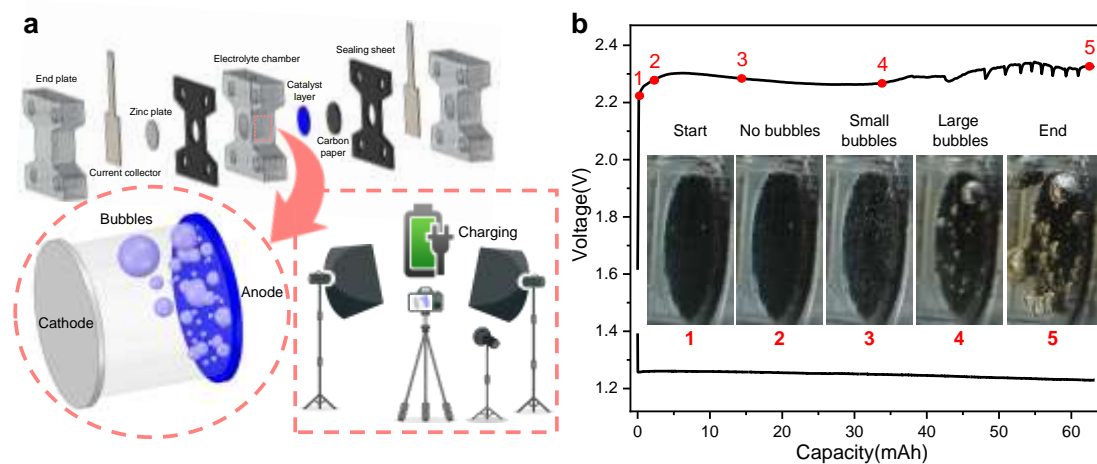 a
End plate
Zinc plate
Current collector
Electrolyte chamber
Catalyst
layer
Carbon
paper
Sealing sheet
Bubbles
Cathode
Anode
Charging
b
Voltage(V)
2.4
2.2
2.0
1.8
1.6
1.4
1.2
1
2
3
4
5
Start
No bubbles
Small
bubbles
Large
bubbles
End
1
2
3
4
5
0
10
20
30
40
50
60
Capacity(mAh)